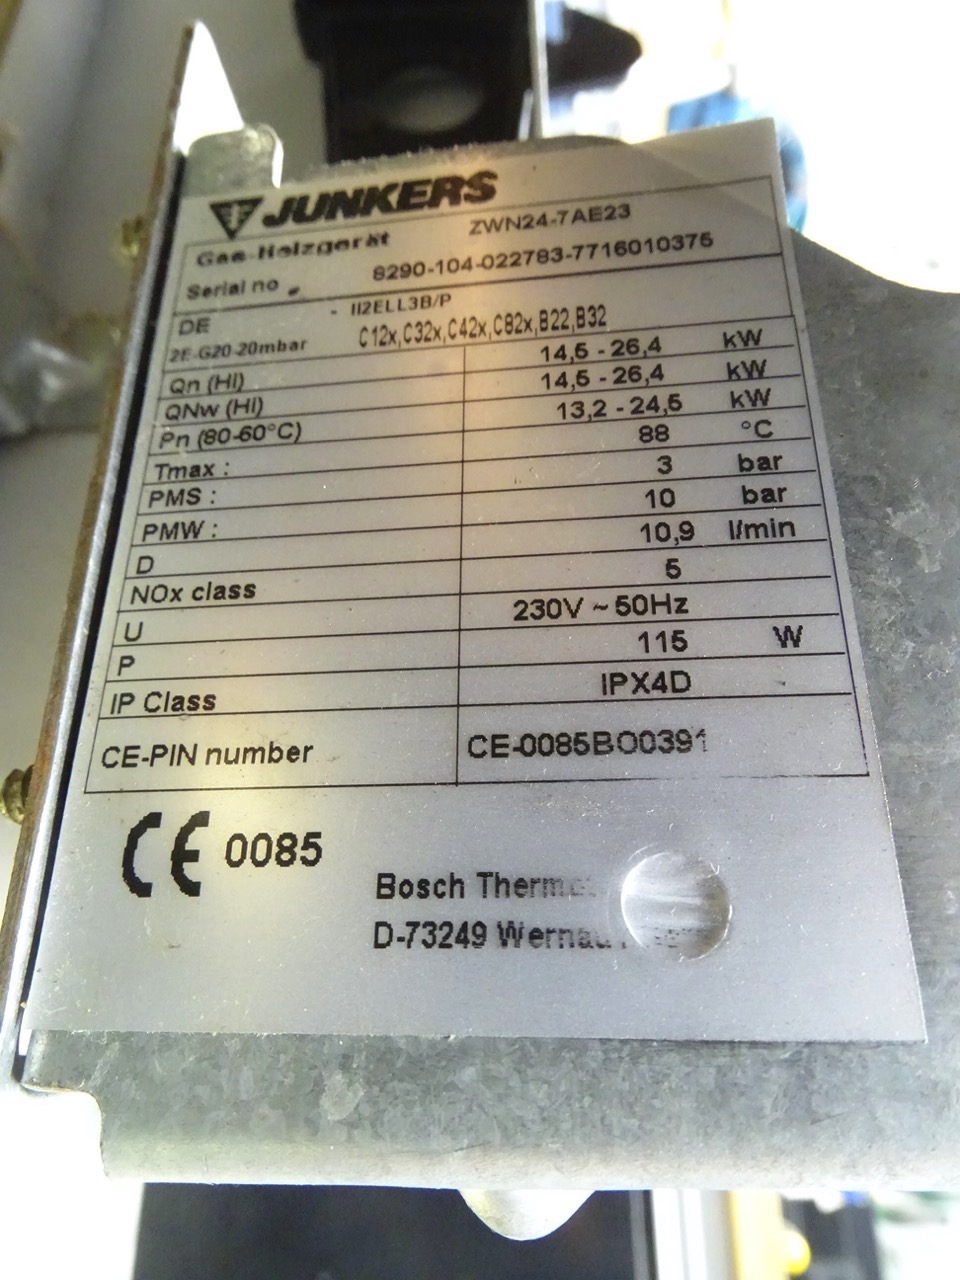 JUNKERS
Gas-Heizgerät ZWN24-7AE23
Serial no 8290-104-022783-7716010375
DE II2ELL3B/P
2E-G20-20mbar C12x,C32x,C42x,C82x,B22,B32
Qn (Hi) 14,5 - 26,4 kW
QNw (Hi) 14,5 - 26,4 kW
Pn (80-60°C) 13,2 - 24,5 kW
Tmax : 88 °C
PMS : 3 bar
PMW : 10 bar
D 10,9 l/min
NOx class 5
U 230V ~ 50Hz
P 115 W
IP Class IPX4D
CE-PIN number CE-0085BO0391
CE 0085
Bosch
D-73249 Wernau